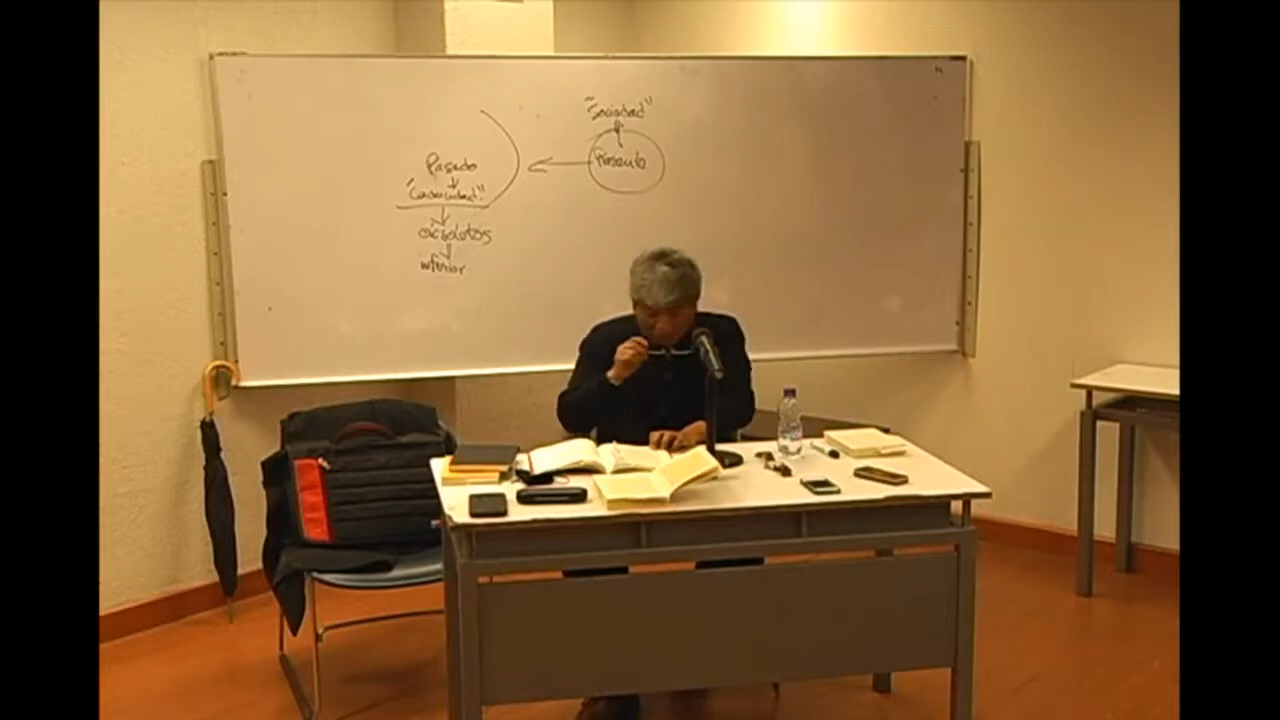 "Sociedad"
Presente
Pasado
"Comunidad"
obsoletos
inferior